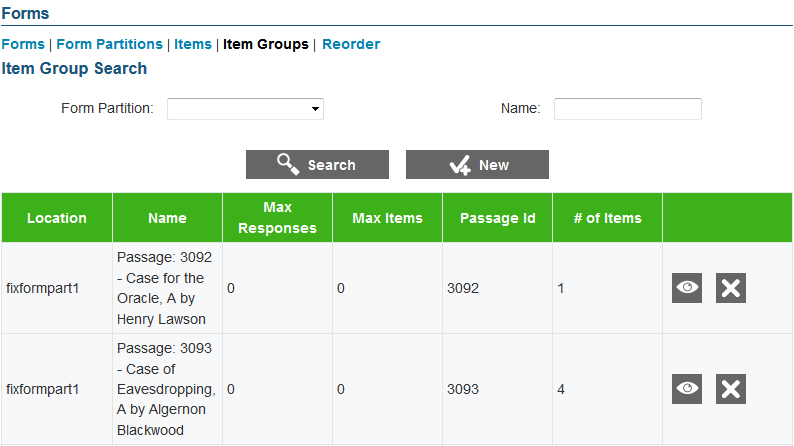 Forms
Forms | Form Partitions | Items | Item Groups | Reorder
Item Group Search
Form Partition: Name:
Search New
Location Name Max Responses Max Items Passage Id # of Items
fixformpart1 Passage: 3092 - Case for the Oracle, A by Henry Lawson 0 0 3092 1
fixformpart1 Passage: 3093 - Case of Eavesdropping, A by Algernon Blackwood 0 0 3093 4